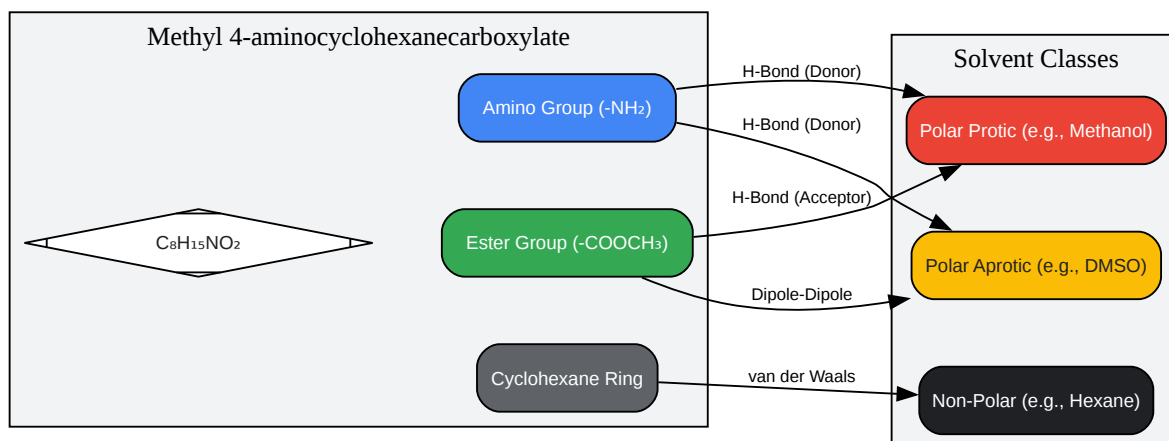 Methyl 4-aminocyclohexanecarboxylate
C₈H₁₅NO₂
Amino Group (-NH₂)
Ester Group (-COOCH₃)
Cyclohexane Ring
H-Bond (Donor)
H-Bond (Donor)
H-Bond (Acceptor)
Dipole-Dipole
van der Waals
Solvent Classes
Polar Protic (e.g., Methanol)
Polar Aprotic (e.g., DMSO)
Non-Polar (e.g., Hexane)